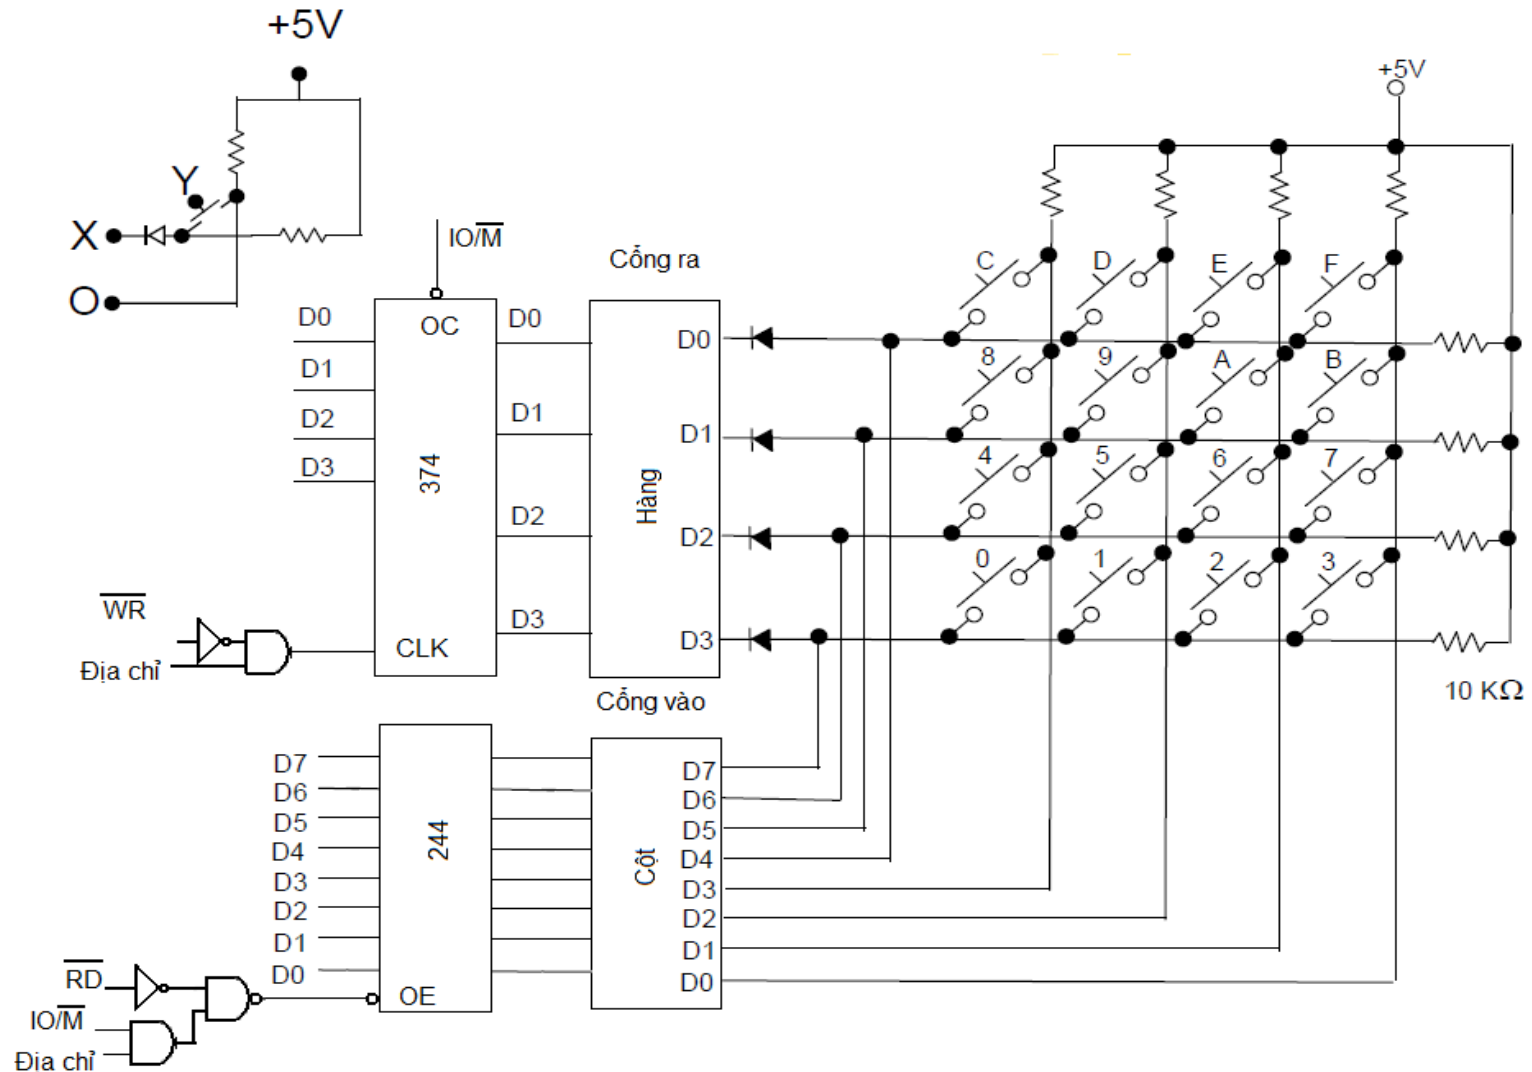 +5V
Y
X
O
IO/M̅
D0
D1
D2
D3
OC
374
CLK
D0
D1
D2
D3
Cổng ra
Hàng
D0
D1
D2
D3
W̅R̅
Địa chỉ
+5V
C D E F
8 9 A B
4 5 6 7
0 1 2 3
10 KΩ
Cổng vào
D7
D6
D5
D4
D3
D2
D1
D0
244
OE
Cột
D7
D6
D5
D4
D3
D2
D1
D0
R̅D̅
IO/M̅
Địa chỉ